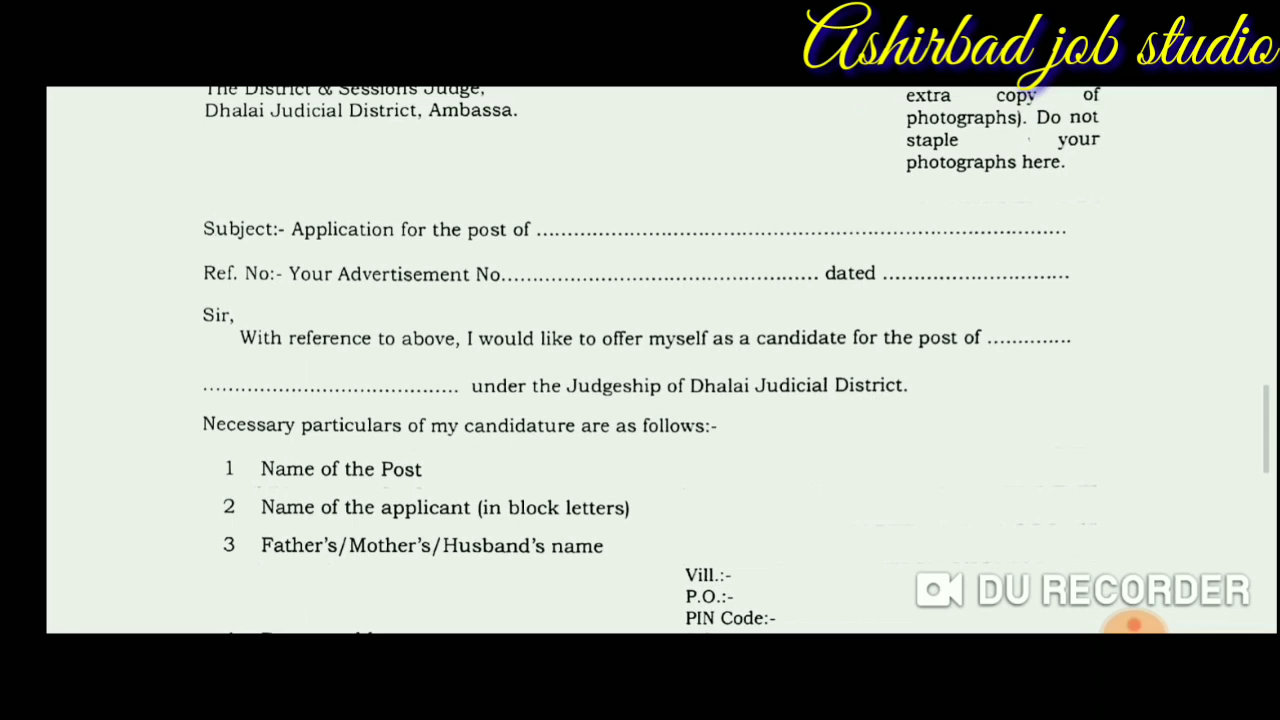 Ashirbad job studio
The District & Sessions Judge,
Dhalai Judicial District, Ambassa.
extra copy of
photographs). Do not
staple your
photographs here.
Subject:- Application for the post of ........................................................................................
Ref. No:- Your Advertisement No..................................................... dated ...............................
Sir,
With reference to above, I would like to offer myself as a candidate for the post of ..............
.......................................... under the Judgeship of Dhalai Judicial District.
Necessary particulars of my candidature are as follows:-
1 Name of the Post
2 Name of the applicant (in block letters)
3 Father's/Mother's/Husband's name
Vill.:-
P.O.:-
PIN Code:-
DU RECORDER